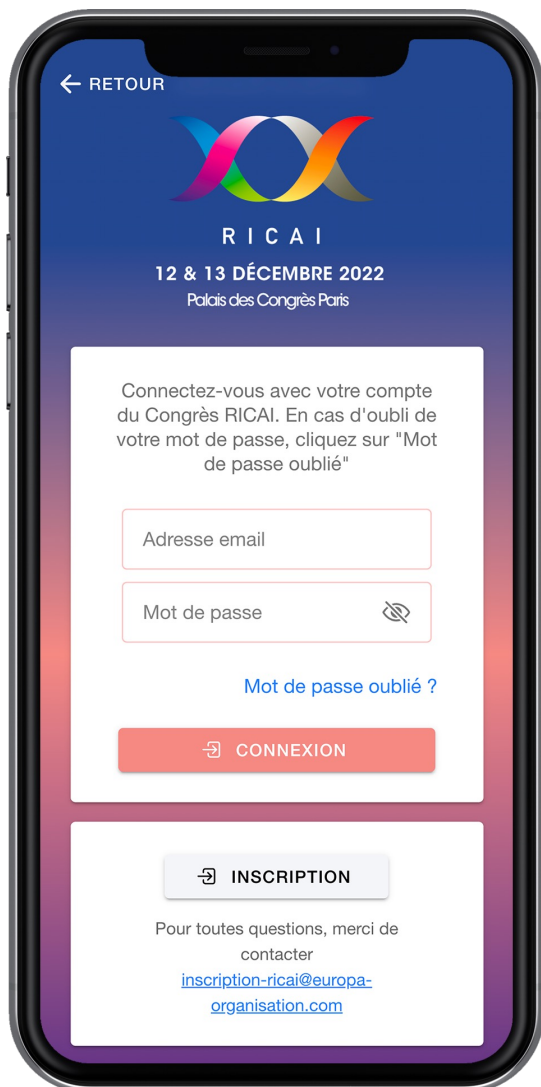 RETOUR
RICAI
12 & 13 DÉCEMBRE 2022
Palais des Congrès Paris
Connectez-vous avec votre compte
du Congrès RICAI. En cas d'oubli de
votre mot de passe, cliquez sur "Mot
de passe oublié"
Adresse email
Mot de passe
Mot de passe oublié ?
CONNEXION
INSCRIPTION
Pour toutes questions, merci de
contacter
inscription-ricai@europa-
organisation.com